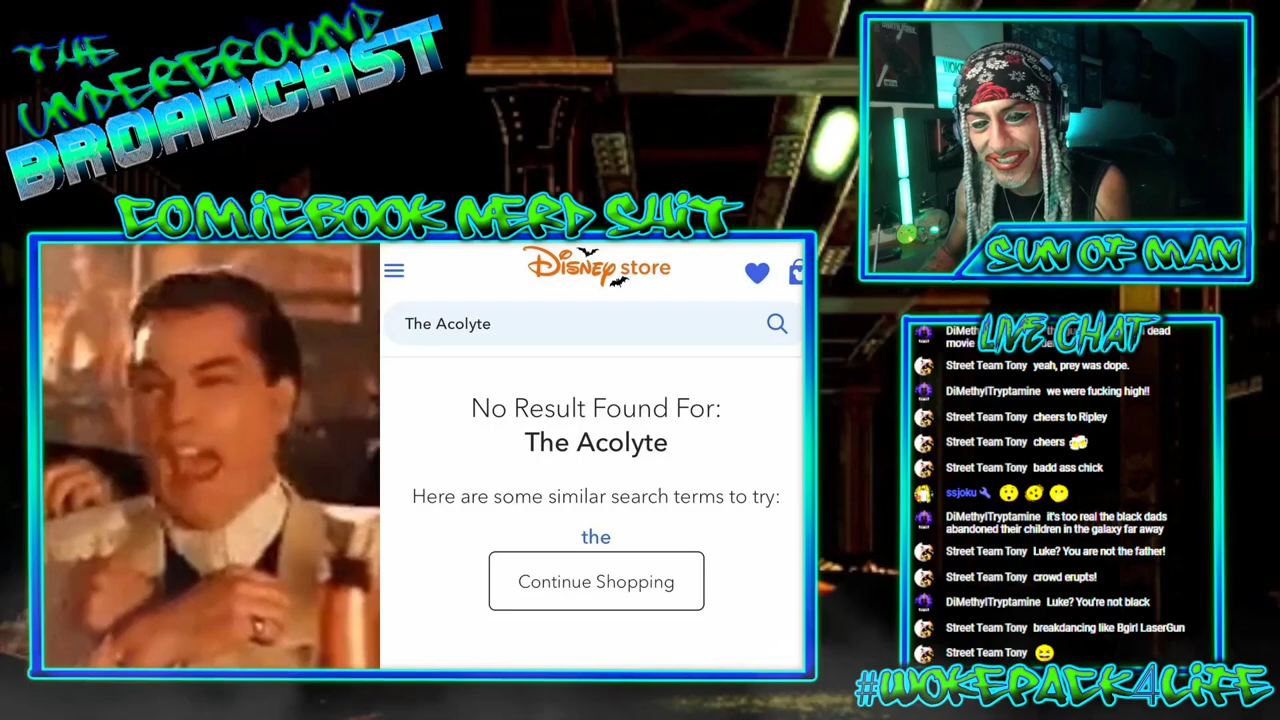 THE
UNDERGROUND
BROADCAST
COMICBOOK NERD SHIT
Disney store
The Acolyte
No Result Found For:
The Acolyte
Here are some similar search terms to try:
the
Continue Shopping
SUN OF MAN
LIVE CHAT
dead
movie
Street Team Tony yeah, prey was dope.
DiMethylTryptamine we were fucking high!!
Street Team Tony cheers to Ripley
Street Team Tony cheers 🍻
Street Team Tony badd ass chick
ssjoku
DiMethylTryptamine it's too real the black dads
abandoned their children in the galaxy far away
Street Team Tony Luke? You are not the father!
Street Team Tony crowd erupts!
DiMethylTryptamine Luke? You're not black
Street Team Tony breakdancing like Bgirl LaserGun
Street Team Tony 😆
#WOKEPACK4LIFE